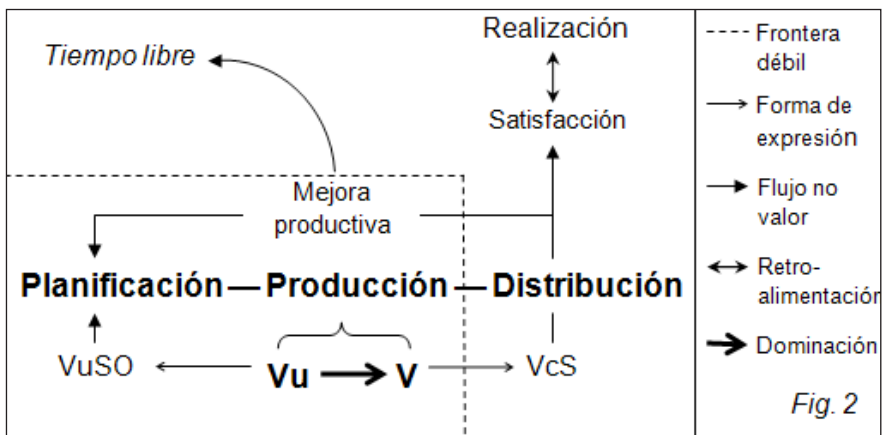 Realización
Tiempo libre
Satisfacción
Mejora
productiva
Planificación — Producción — Distribución
VuSO
Vu
V
VcS
Frontera
débil
Forma de
expresión
Flujo no
valor
Retro-
alimentación
Dominación
Fig. 2